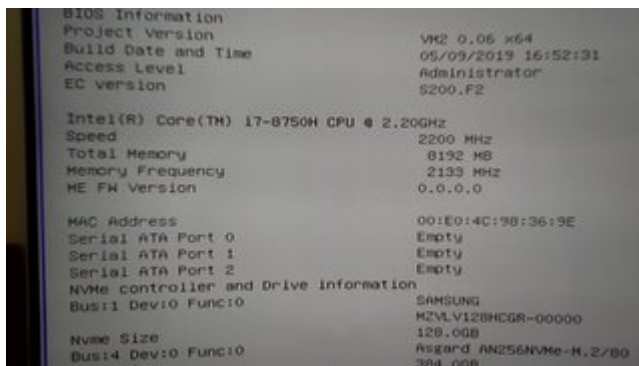 BIOS Information
Project Version VM2 0.06 x64
Build Date and Time 05/09/2019 16:52:31
Access Level Administrator
EC version S200.F2
Intel(R) Core(TM) i7-8750H CPU @ 2.20GHz
Speed 2200 MHz
Total Memory 8192 MB
Memory Frequency 2133 MHz
ME FW Version 0.0.0.0
MAC Address 00:E0:4C:98:36:9E
Serial ATA Port 0 Empty
Serial ATA Port 1 Empty
Serial ATA Port 2 Empty
NVMe controller and Drive information
Bus:1 Dev:0 Func:0 SAMSUNG
MZVLV128HCGR-00000
Nvme Size 128.0GB
Bus:4 Dev:0 Func:0 Asgard AN256NVMe-M.2/80